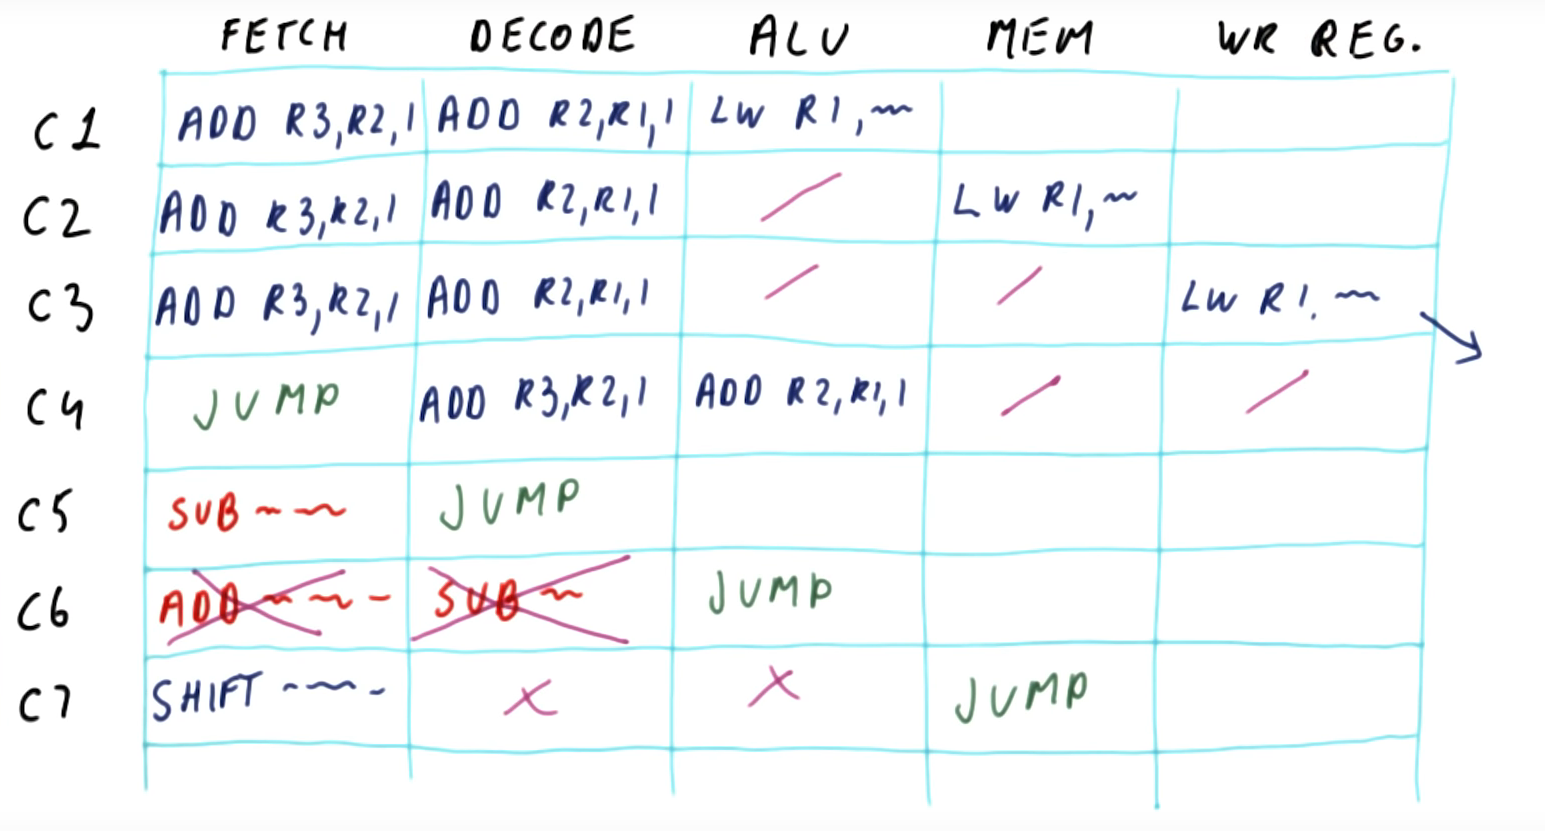 FETCH DECODE ALU MEM WR REG.
C1 ADD R3,R2,1 ADD R2,R1,1 LW R1,
C2 ADD R3,R2,1 ADD R2,R1,1 LW R1,
C3 ADD R3,R2,1 ADD R2,R1,1 LW R1,
C4 JUMP ADD R3,R2,1 ADD R2,R1,1
C5 SUB JUMP
C6 ADD SUB JUMP
C7 SHIFT JUMP